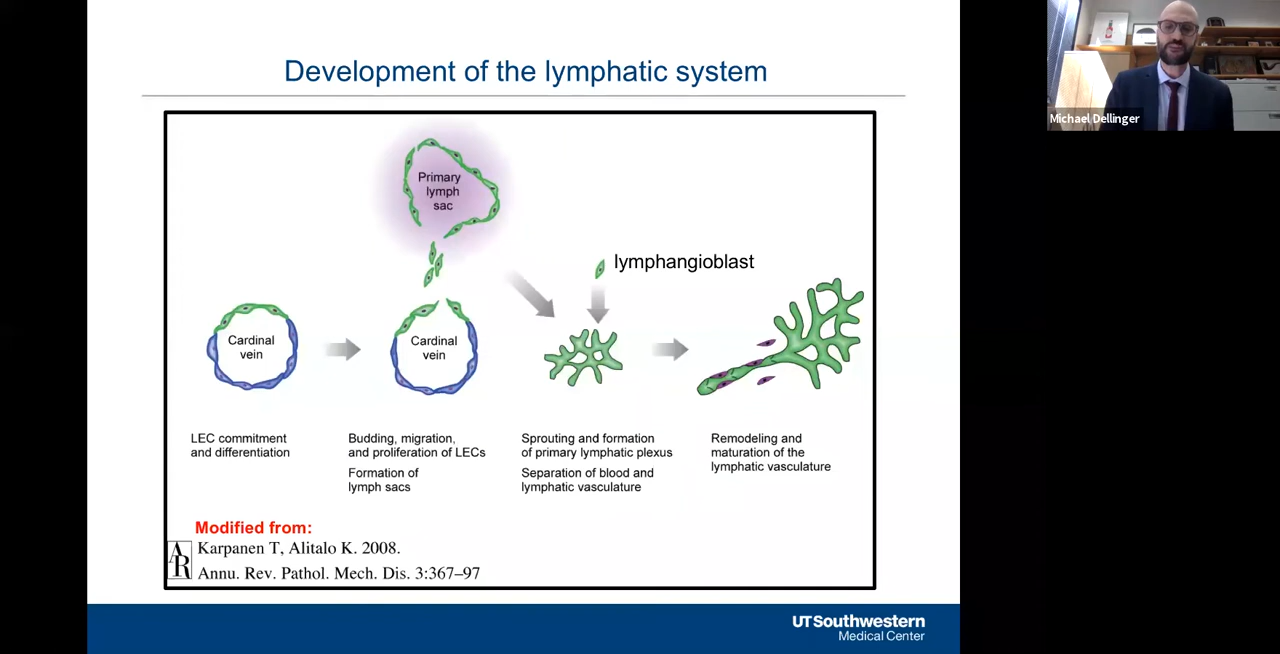 Development of the lymphatic system
Primary
lymph
sac
lymphangioblast
Cardinal
vein
Cardinal
vein
LEC commitment
and differentiation
Budding, migration,
and proliferation of LECs
Formation of
lymph sacs
Sprouting and formation
of primary lymphatic plexus
Separation of blood and
lymphatic vasculature
Remodeling and
maturation of the
lymphatic vasculature
Modified from:
AR
Karpanen T, Alitalo K. 2008.
Annu. Rev. Pathol. Mech. Dis. 3:367–97
UTSouthwestern
Medical Center
Michael Dellinger